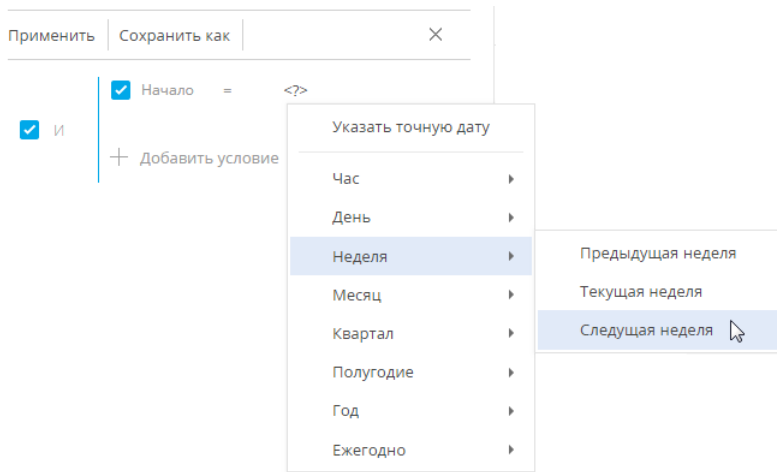 Применить Сохранить как
Начало = <?>
И
Добавить условие
Указать точную дату
Час
День
Неделя
Месяц
Квартал
Полугодие
Год
Ежегодно
Предыдущая неделя
Текущая неделя
Следущая неделя